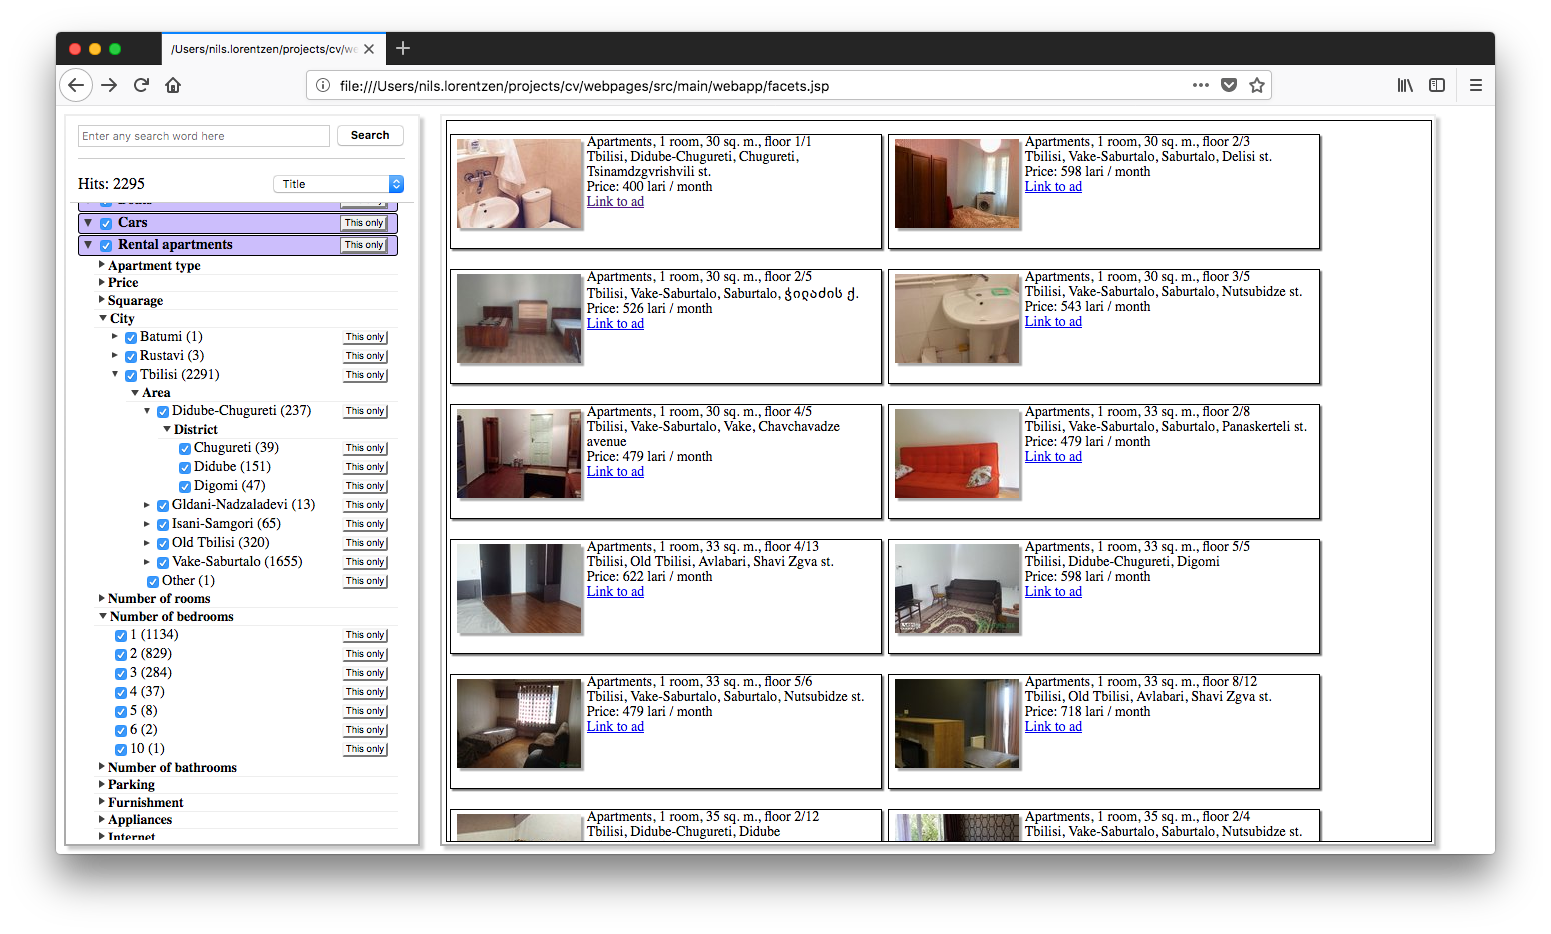 /Users/nils.lorentzen/projects/cv/we
file:///Users/nils.lorentzen/projects/cv/webpages/src/main/webapp/facets.jsp
Enter any search word here
Search
Hits: 2295
Title
Cars
This only
Rental apartments
This only
Apartment type
Price
Squarage
City
Batumi (1)
This only
Rustavi (3)
This only
Tbilisi (2291)
This only
Area
Didube-Chugureti (237)
This only
District
Chugureti (39)
This only
Didube (151)
This only
Digomi (47)
This only
Gldani-Nadzaladevi (13)
This only
Isani-Samgori (65)
This only
Old Tbilisi (320)
This only
Vake-Saburtalo (1655)
This only
Other (1)
This only
Number of rooms
Number of bedrooms
1 (1134)
This only
2 (829)
This only
3 (284)
This only
4 (37)
This only
5 (8)
This only
6 (2)
This only
10 (1)
This only
Number of bathrooms
Parking
Furnishment
Appliances
Internet
Apartments, 1 room, 30 sq. m., floor 1/1
Tbilisi, Didube-Chugureti, Chugureti,
Tsinamdzgvrishvili st.
Price: 400 lari / month
Link to ad
Apartments, 1 room, 30 sq. m., floor 2/3
Tbilisi, Vake-Saburtalo, Saburtalo, Delisi st.
Price: 598 lari / month
Link to ad
Apartments, 1 room, 30 sq. m., floor 2/5
Tbilisi, Vake-Saburtalo, Saburtalo, ჭიღაძის ქ.
Price: 526 lari / month
Link to ad
Apartments, 1 room, 30 sq. m., floor 3/5
Tbilisi, Vake-Saburtalo, Saburtalo, Nutsubidze st.
Price: 543 lari / month
Link to ad
Apartments, 1 room, 30 sq. m., floor 4/5
Tbilisi, Vake-Saburtalo, Vake, Chavchavadze
avenue
Price: 479 lari / month
Link to ad
Apartments, 1 room, 33 sq. m., floor 2/8
Tbilisi, Vake-Saburtalo, Saburtalo, Panaskerteli st.
Price: 479 lari / month
Link to ad
Apartments, 1 room, 33 sq. m., floor 4/13
Tbilisi, Old Tbilisi, Avlabari, Shavi Zgva st.
Price: 622 lari / month
Link to ad
Apartments, 1 room, 33 sq. m., floor 5/5
Tbilisi, Didube-Chugureti, Digomi
Price: 598 lari / month
Link to ad
Apartments, 1 room, 33 sq. m., floor 5/6
Tbilisi, Vake-Saburtalo, Saburtalo, Nutsubidze st.
Price: 479 lari / month
Link to ad
Apartments, 1 room, 33 sq. m., floor 8/12
Tbilisi, Old Tbilisi, Avlabari, Shavi Zgva st.
Price: 718 lari / month
Link to ad
Apartments, 1 room, 35 sq. m., floor 2/12
Tbilisi, Didube-Chugureti, Didube
Apartments, 1 room, 35 sq. m., floor 2/4
Tbilisi, Vake-Saburtalo, Saburtalo, Nutsubidze st.